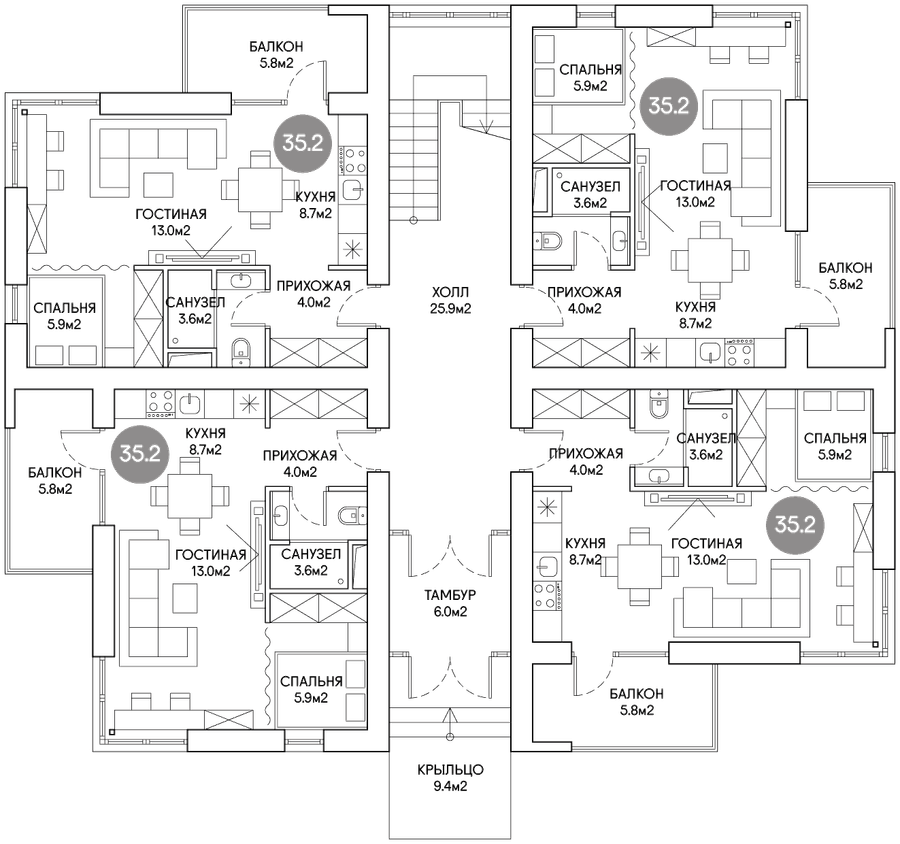 БАЛКОН
5.8м2
35.2
ГОСТИНАЯ
13.0м2
КУХНЯ
8.7м2
СПАЛЬНЯ
5.9м2
САНУЗЕЛ
3.6м2
ПРИХОЖАЯ
4.0м2
ХОЛЛ
25.9м2
СПАЛЬНЯ
5.9м2
35.2
САНУЗЕЛ
3.6м2
ГОСТИНАЯ
13.0м2
ПРИХОЖАЯ
4.0м2
КУХНЯ
8.7м2
БАЛКОН
5.8м2
КУХНЯ
8.7м2
35.2
БАЛКОН
5.8м2
ПРИХОЖАЯ
4.0м2
ГОСТИНАЯ
13.0м2
САНУЗЕЛ
3.6м2
СПАЛЬНЯ
5.9м2
ТАМБУР
6.0м2
КРЫЛЬЦО
9.4м2
ПРИХОЖАЯ
4.0м2
САНУЗЕЛ
3.6м2
СПАЛЬНЯ
5.9м2
35.2
КУХНЯ
8.7м2
ГОСТИНАЯ
13.0м2
БАЛКОН
5.8м2